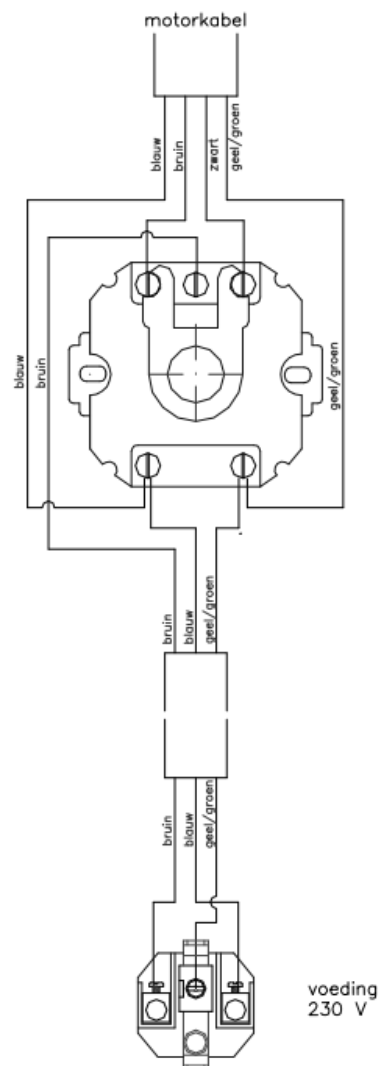 motorkabel
blauw
bruin
zwart
geel/groen
blauw
bruin
geel/groen
bruin
blauw
geel/groen
bruin
blauw
geel/groen
voeding
230 V